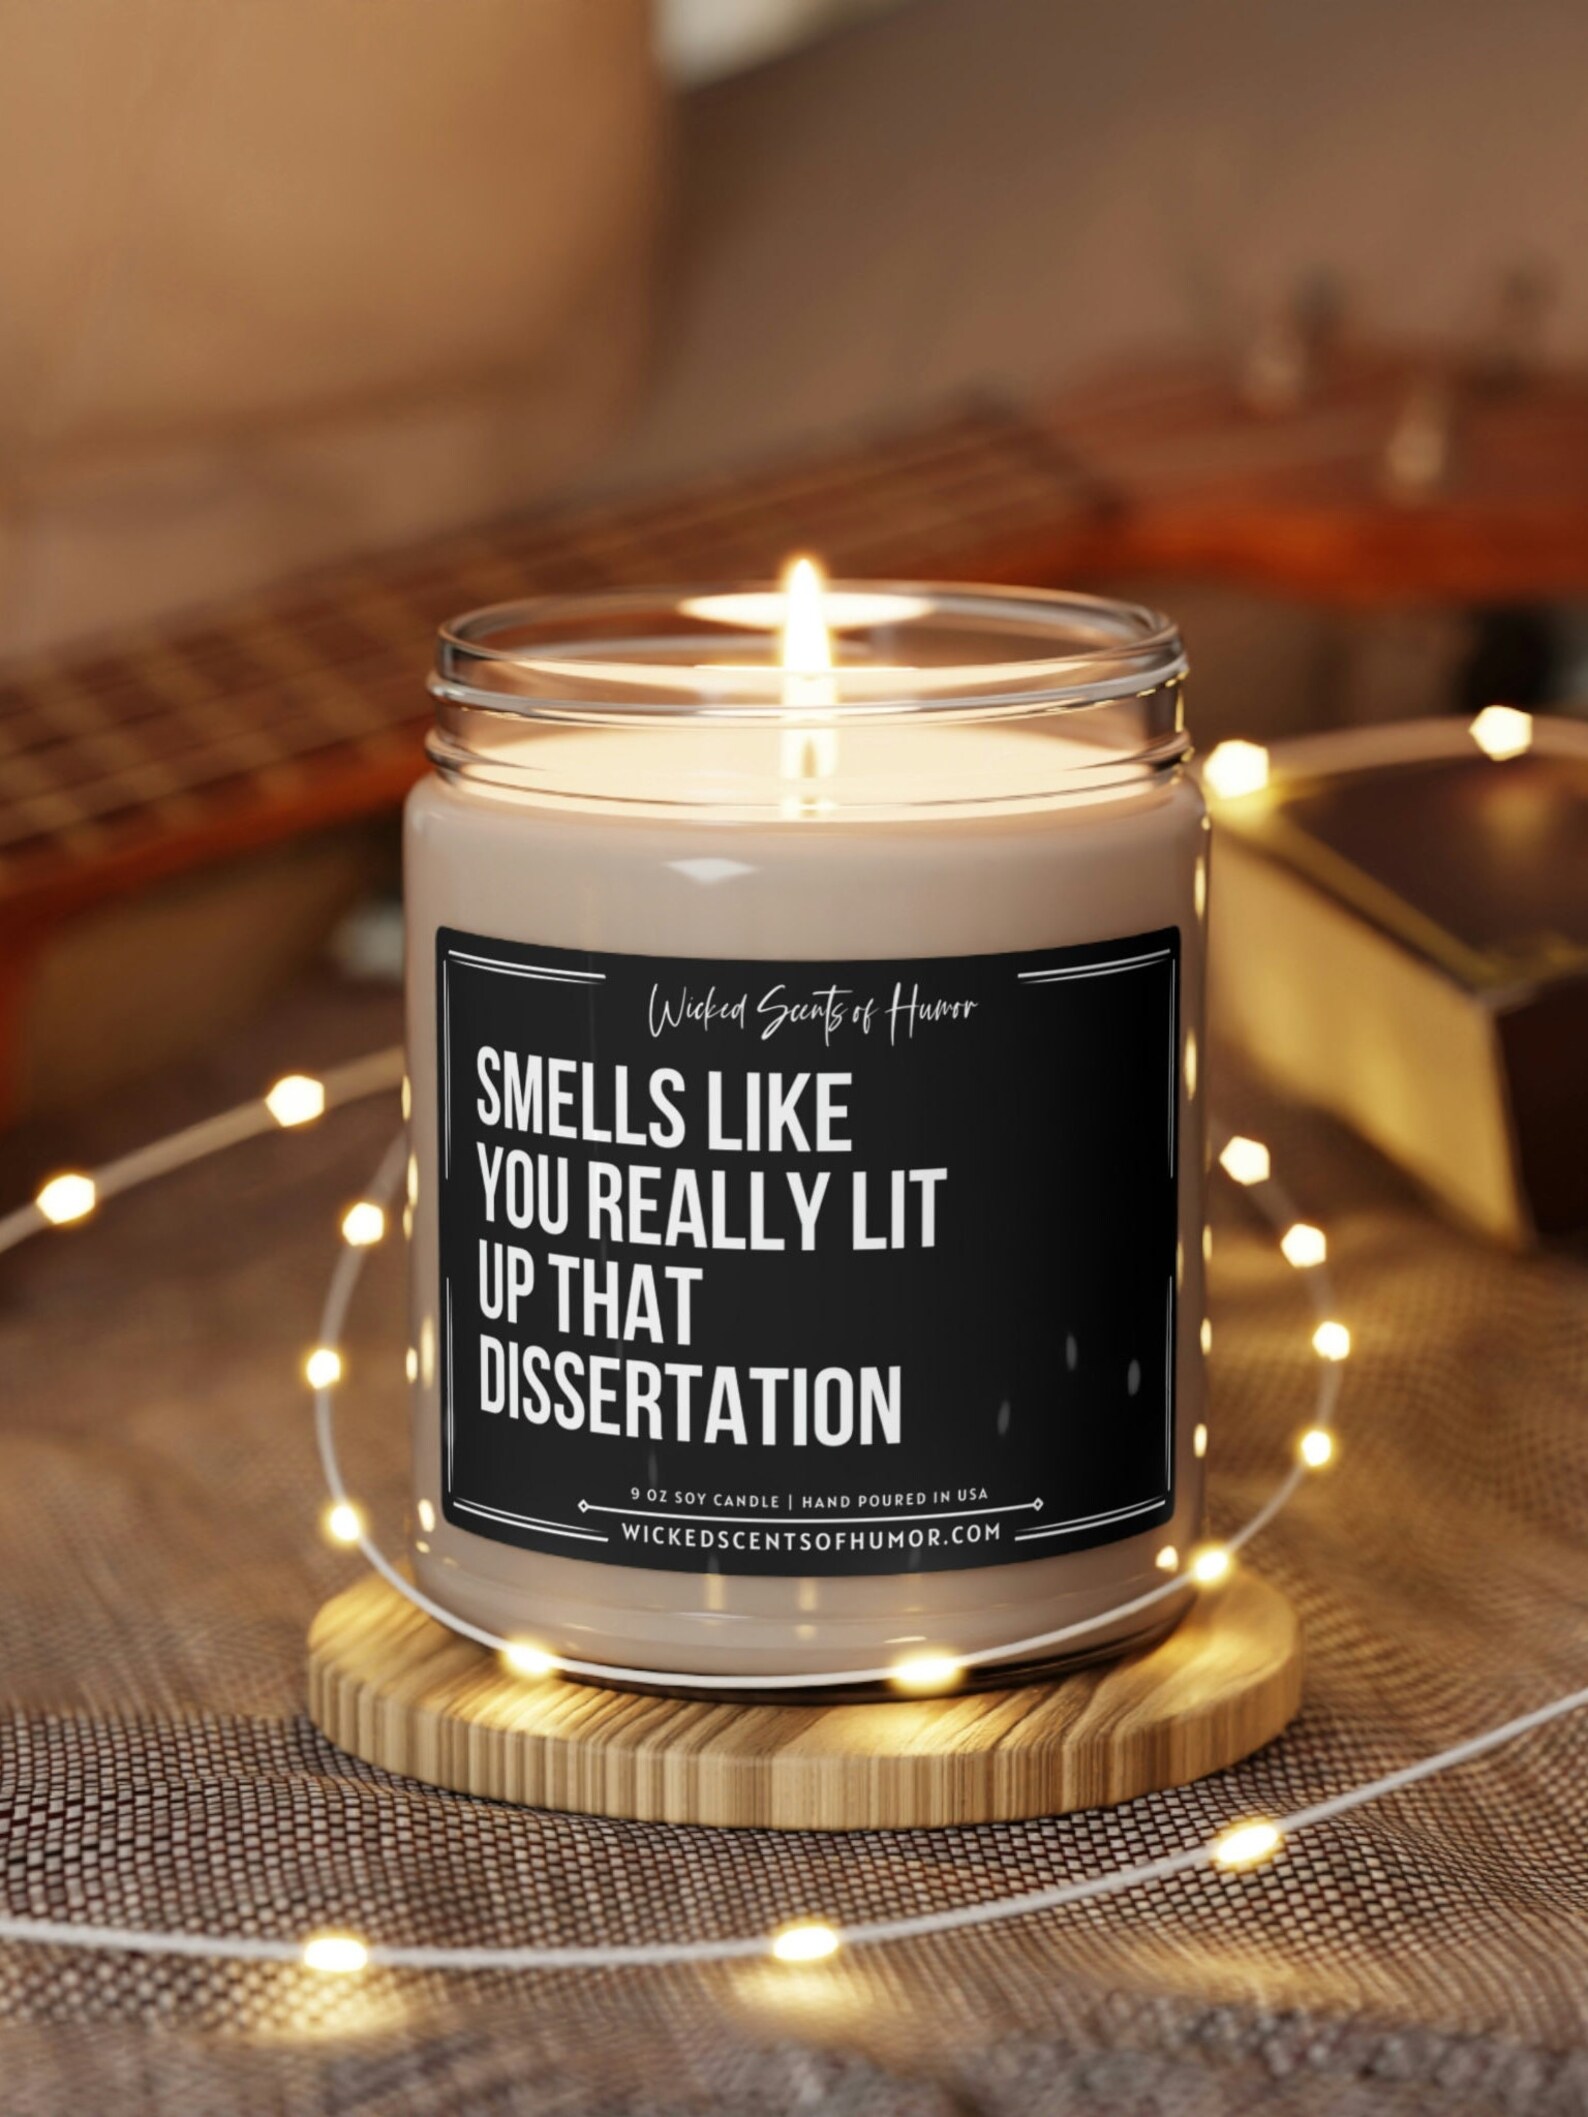 Wicked Scents of Humor
SMELLS LIKE
YOU REALLY LIT
UP THAT
DISSERTATION
9 OZ SOY CANDLE | HAND POURED IN USA
WICKEDSCENTSOFHUMOR.COM